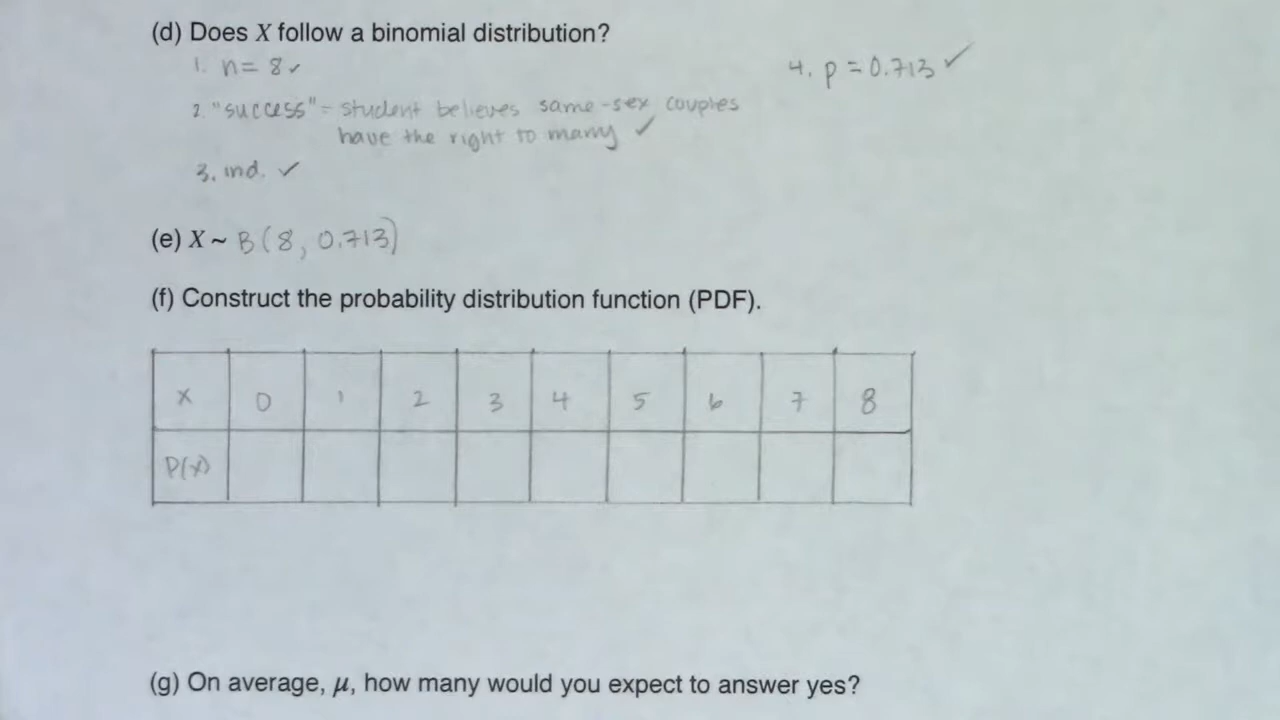 (d) Does X follow a binomial distribution?
1. n= 8 ✓
4. p = 0.713 ✓
2. "success" - student believes same-sex couples
have the right to marry ✓
3. ind. ✓
(e) X ~ B(8, 0.713)
(f) Construct the probability distribution function (PDF).
X 0 1 2 3 4 5 6 7 8
P(x)
(g) On average, μ, how many would you expect to answer yes?